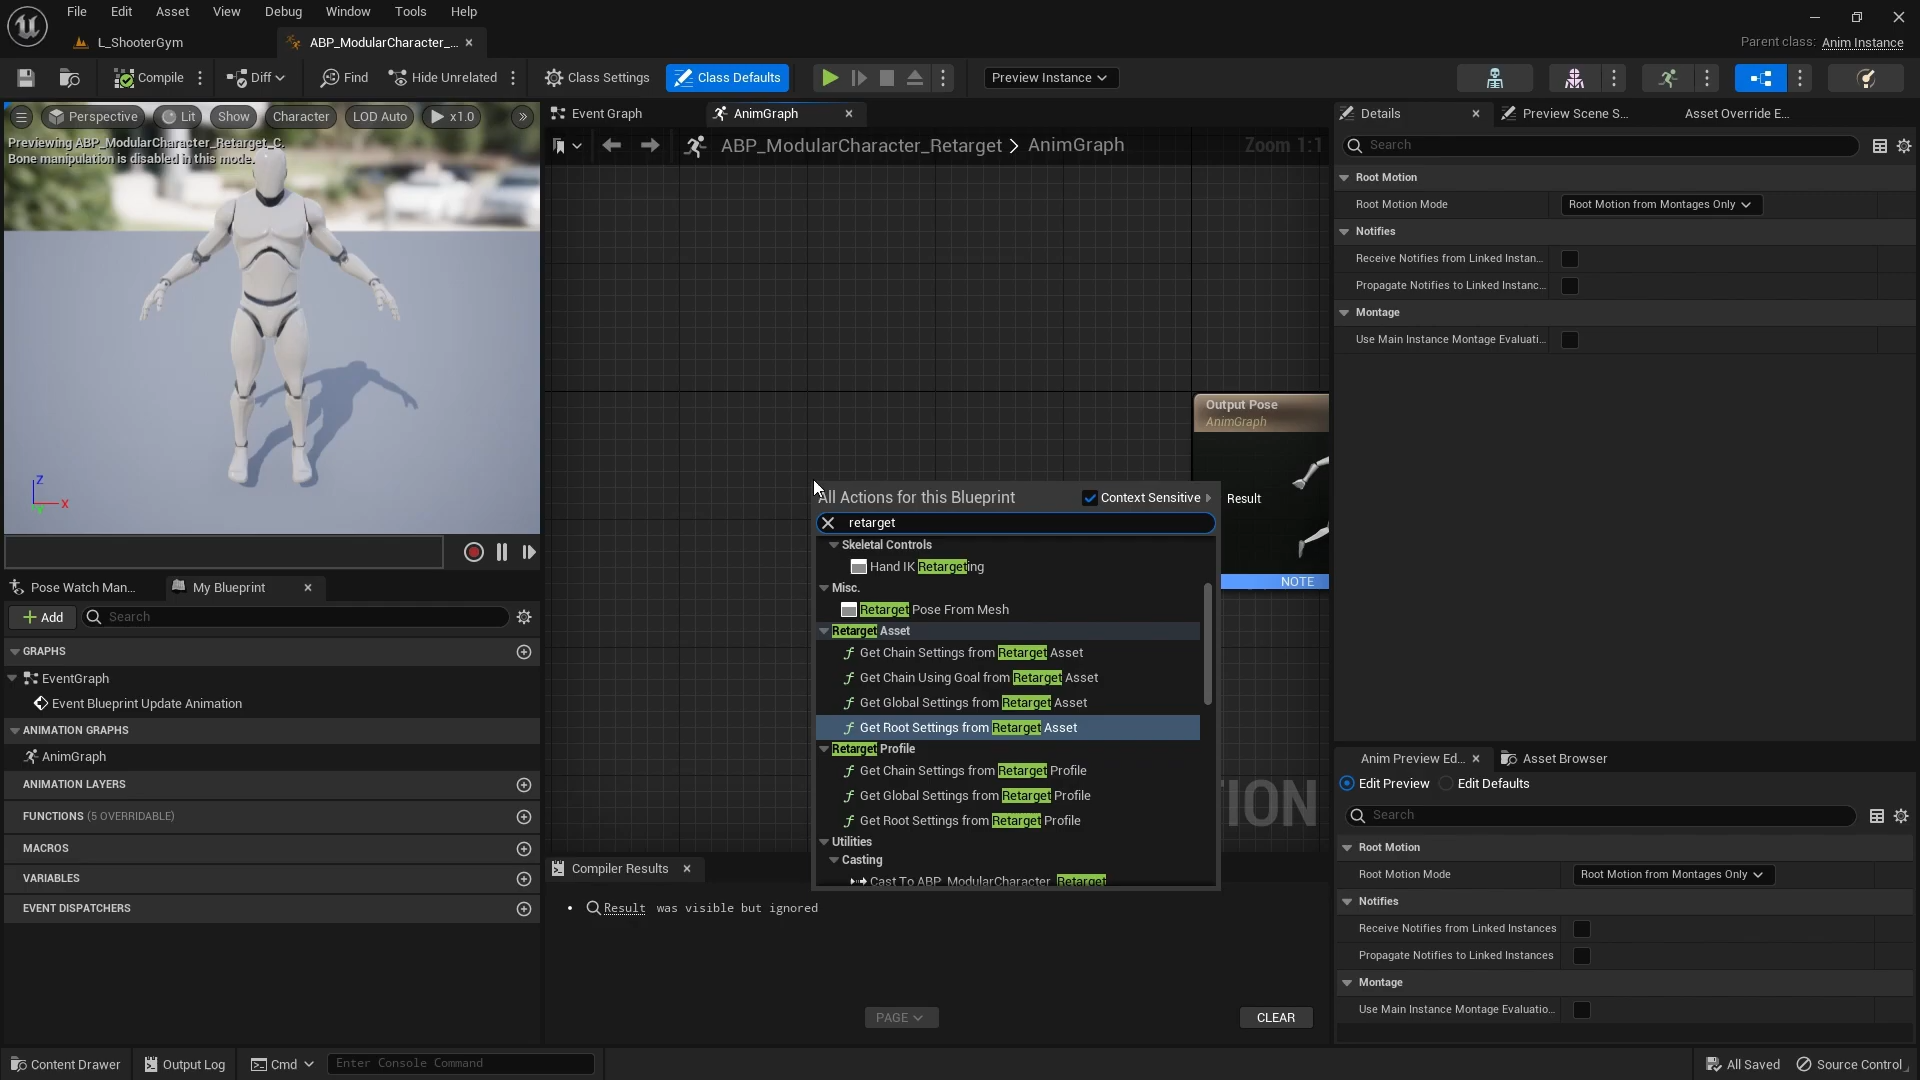 File Edit Asset View Debug Window Tools Help
L_ShooterGym
ABP_ModularCharacter_...
Parent class: Anim Instance
Compile
Diff
Find
Hide Unrelated
Class Settings
Class Defaults
Preview Instance
Perspective
Lit
Show
Character
LOD Auto
x1.0
Previewing ABP_ModularCharacter_Retarget_C.
Bone manipulation is disabled in this mode.
Z
X
Pose Watch Man...
My Blueprint
Add
Search
GRAPHS
EventGraph
Event Blueprint Update Animation
ANIMATION GRAPHS
AnimGraph
ANIMATION LAYERS
FUNCTIONS (5 OVERRIDABLE)
MACROS
VARIABLES
EVENT DISPATCHERS
Event Graph
AnimGraph
ABP_ModularCharacter_Retarget > AnimGraph
Zoom 1:1
Output Pose
AnimGraph
Result
NOTE
All Actions for this Blueprint
Context Sensitive
retarget
Skeletal Controls
Hand IK Retargeting
Misc.
Retarget Pose From Mesh
Retarget Asset
Get Chain Settings from Retarget Asset
Get Chain Using Goal from Retarget Asset
Get Global Settings from Retarget Asset
Get Root Settings from Retarget Asset
Retarget Profile
Get Chain Settings from Retarget Profile
Get Global Settings from Retarget Profile
Get Root Settings from Retarget Profile
Utilities
Casting
Cast To ABP_ModularCharacter_Retarget
TION
Compiler Results
Result was visible but ignored
PAGE
CLEAR
Details
Preview Scene S...
Asset Override E...
Search
Root Motion
Root Motion Mode
Root Motion from Montages Only
Notifies
Receive Notifies from Linked Instan...
Propagate Notifies to Linked Instanc...
Montage
Use Main Instance Montage Evaluati...
Anim Preview Ed...
Asset Browser
Edit Preview
Edit Defaults
Search
Root Motion
Root Motion Mode
Root Motion from Montages Only
Notifies
Receive Notifies from Linked Instances
Propagate Notifies to Linked Instances
Montage
Use Main Instance Montage Evaluatio...
Content Drawer
Output Log
Cmd
Enter Console Command
All Saved
Source Control